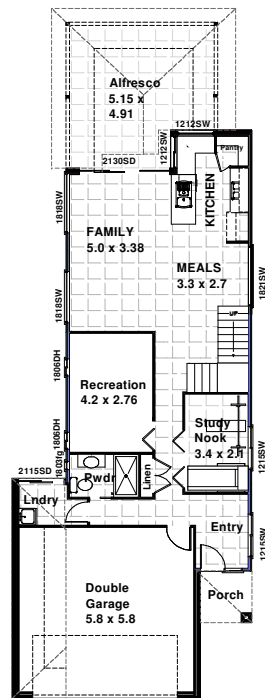 Alfresco
5.15 x
4.91
1212SW
1212SW
Pantry
2130SD
KITCHEN
FAMILY
5.0 x 3.38
MEALS
3.3 x 2.7
1818SW
1821SW
1818SW
UP
1806DH
Recreation
4.2 x 2.76
Study
Nook
3.4 x 2.1
1218SW
1806DH
1803fg
2115SD
Pwdr
Linen
Lndry
Entry
1215SW
Double
Garage
5.8 x 5.8
Porch